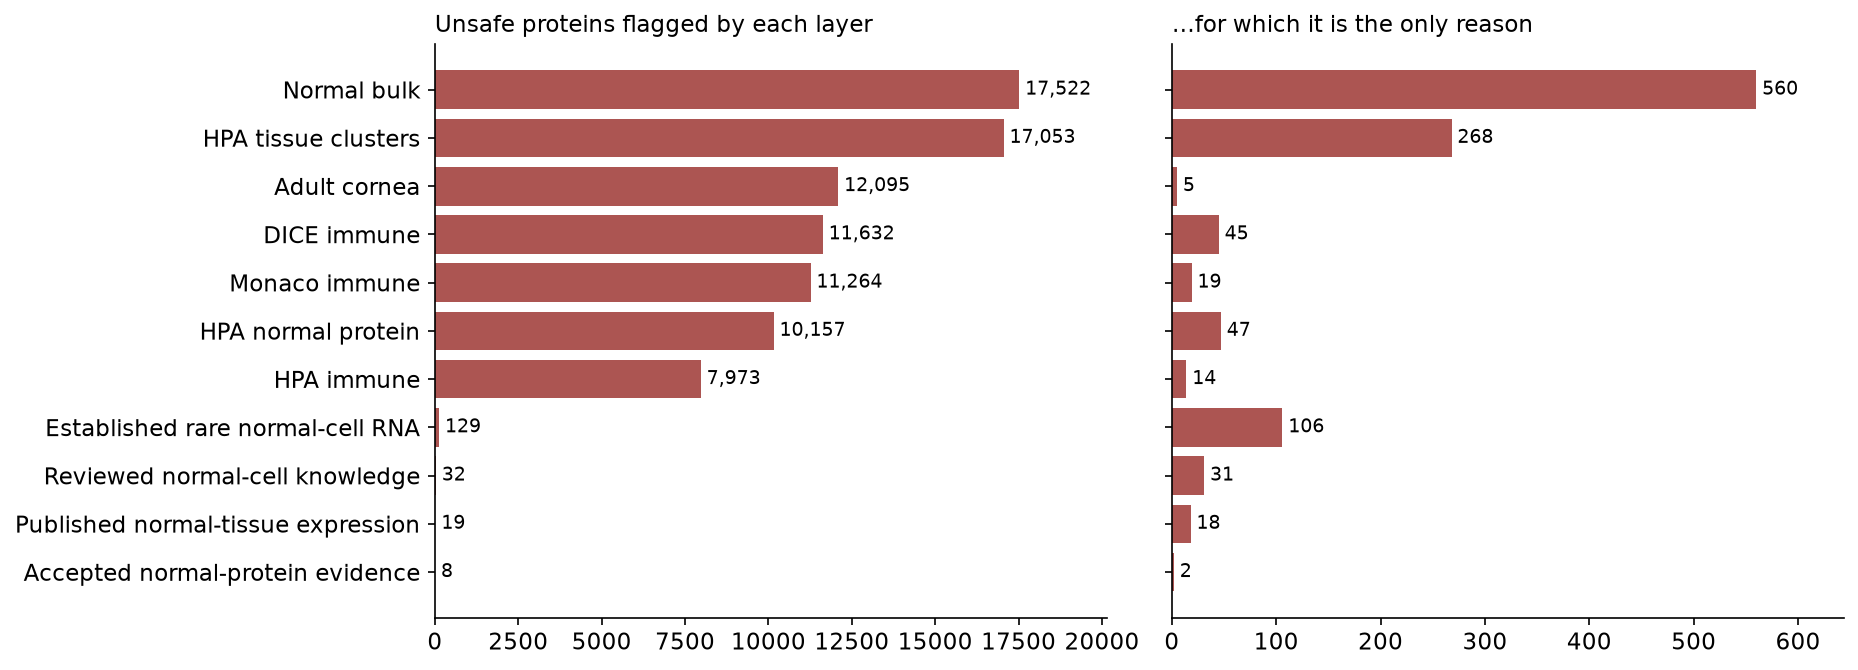 Unsafe proteins flagged by each layer
Normal bulk 17,522
HPA tissue clusters 17,053
Adult cornea 12,095
DICE immune 11,632
Monaco immune 11,264
HPA normal protein 10,157
HPA immune 7,973
Established rare normal-cell RNA 129
Reviewed normal-cell knowledge 32
Published normal-tissue expression 19
Accepted normal-protein evidence 8
0 2500 5000 7500 10000 12500 15000 17500 20000
...for which it is the only reason
560
268
5
45
19
47
14
106
31
18
2
0 100 200 300 400 500 600